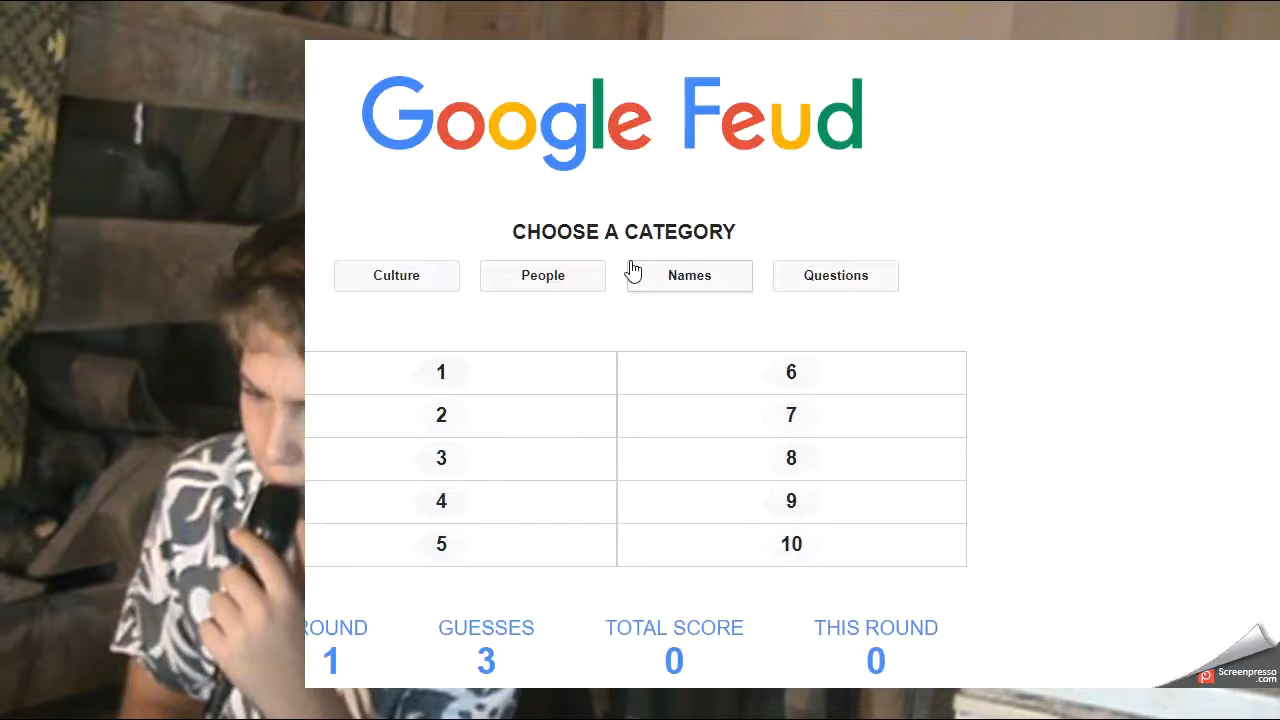 Google Feud
CHOOSE A CATEGORY
Culture People Names Questions
1 6
2 7
3 8
4 9
5 10
ROUND GUESSES TOTAL SCORE THIS ROUND
1 3 0 0
Screenpresso
.com